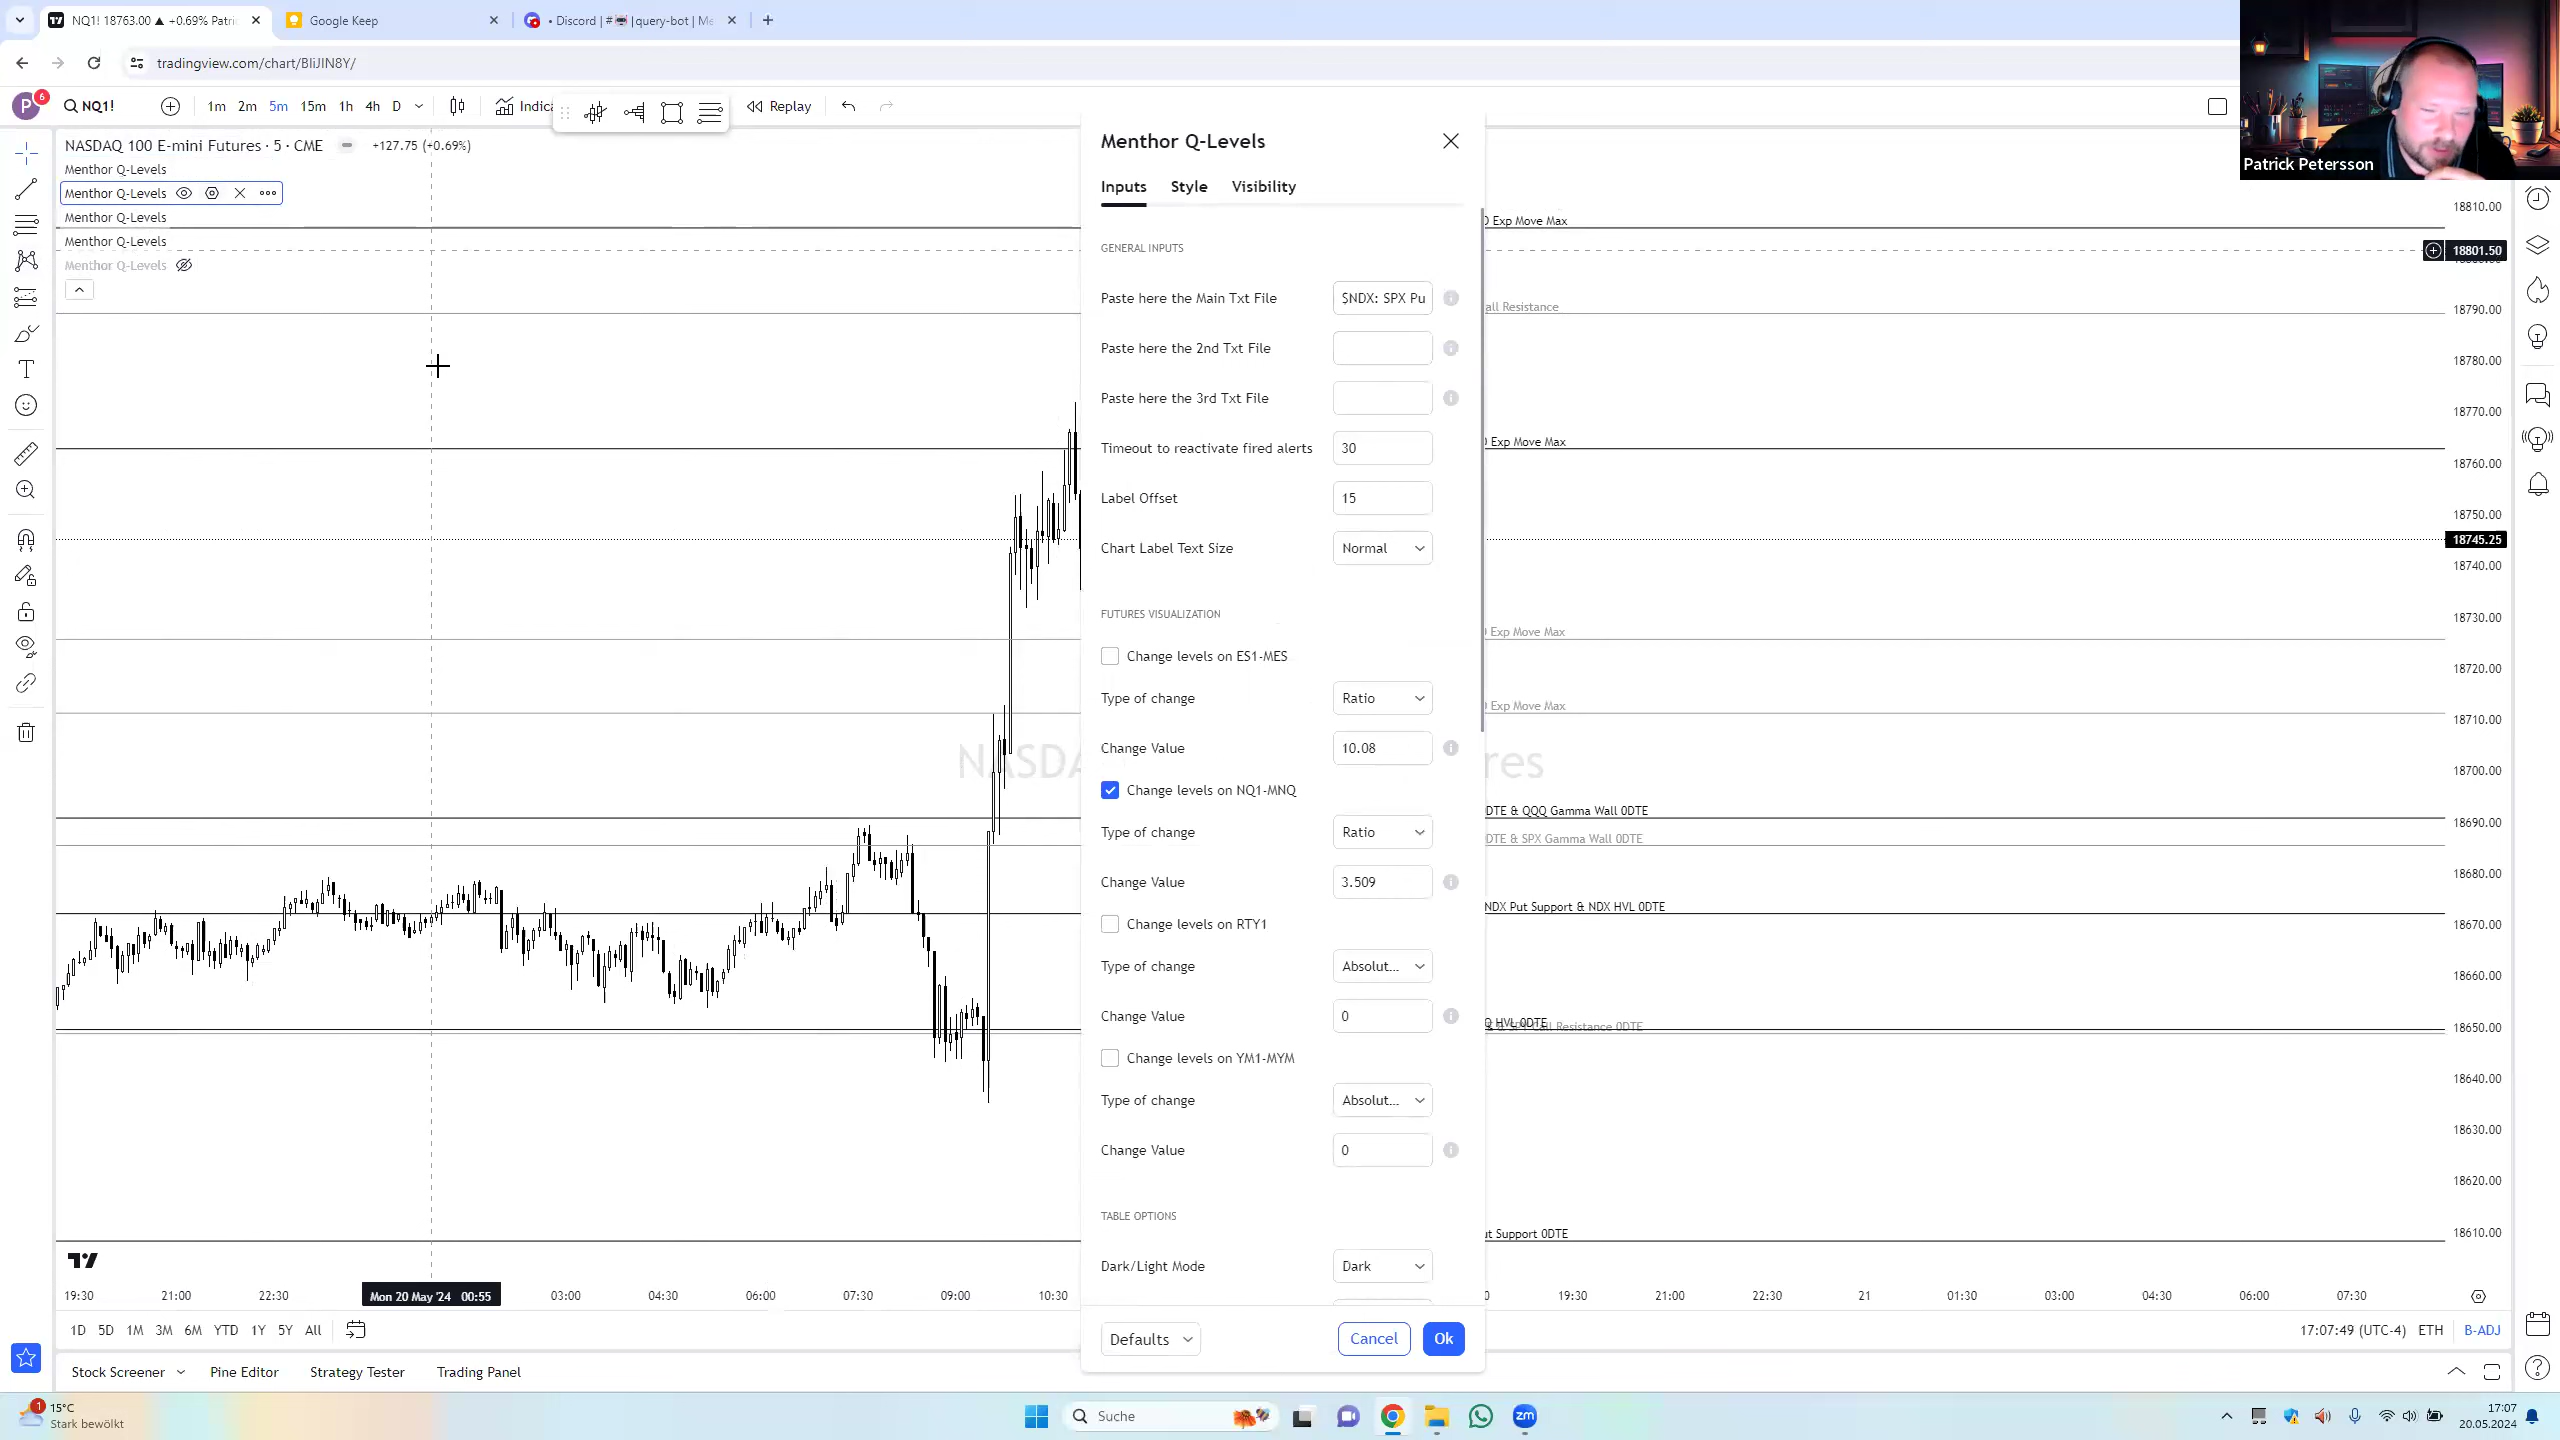 NQ1! 18763.00 ▲ +0.69% Patri
Google Keep
• Discord | #🤖|query-bot | Me
tradingview.com/chart/BIiJIN8Y/
P
6
NQ1!
1m
2m
5m
15m
1h
4h
D
Indica
Replay
Patrick Petersson
NASDAQ 100 E-mini Futures · 5 · CME
+127.75 (+0.69%)
Menthor Q-Levels
Menthor Q-Levels
Menthor Q-Levels
Menthor Q-Levels
Menthor Q-Levels
Menthor Q-Levels
Inputs
Style
Visibility
GENERAL INPUTS
Paste here the Main Txt File
$NDX: SPX Pu
Paste here the 2nd Txt File
Paste here the 3rd Txt File
Timeout to reactivate fired alerts
30
Label Offset
15
Chart Label Text Size
Normal
FUTURES VISUALIZATION
Change levels on ES1-MES
Type of change
Ratio
Change Value
10.08
Change levels on NQ1-MNQ
Type of change
Ratio
Change Value
3.509
Change levels on RTY1
Type of change
Absolut...
Change Value
0
Change levels on YM1-MYM
Type of change
Absolut...
Change Value
0
TABLE OPTIONS
Dark/Light Mode
Dark
Defaults
Cancel
Ok
Exp Move Max
all Resistance
Exp Move Max
Exp Move Max
Exp Move Max
NASDA
res
DTE & QQQ Gamma Wall 0DTE
DTE & SPX Gamma Wall 0DTE
NDX Put Support & NDX HVL 0DTE
Q HVL 0DTE
Call Resistance 0DTE
ut Support 0DTE
18810.00
18801.50
18790.00
18780.00
18770.00
18760.00
18750.00
18745.25
18740.00
18730.00
18720.00
18710.00
18700.00
18690.00
18680.00
18670.00
18660.00
18650.00
18640.00
18630.00
18620.00
18610.00
19:30
21:00
22:30
Mon 20 May '24 00:55
03:00
04:30
06:00
07:30
09:00
10:30
19:30
21:00
22:30
21
01:30
03:00
04:30
06:00
07:30
1D
5D
1M
3M
6M
YTD
1Y
5Y
All
17:07:49 (UTC-4)
ETH
B-ADJ
Stock Screener
Pine Editor
Strategy Tester
Trading Panel
1
15°C
Stark bewölkt
Suche
zm
17:07
20.05.2024